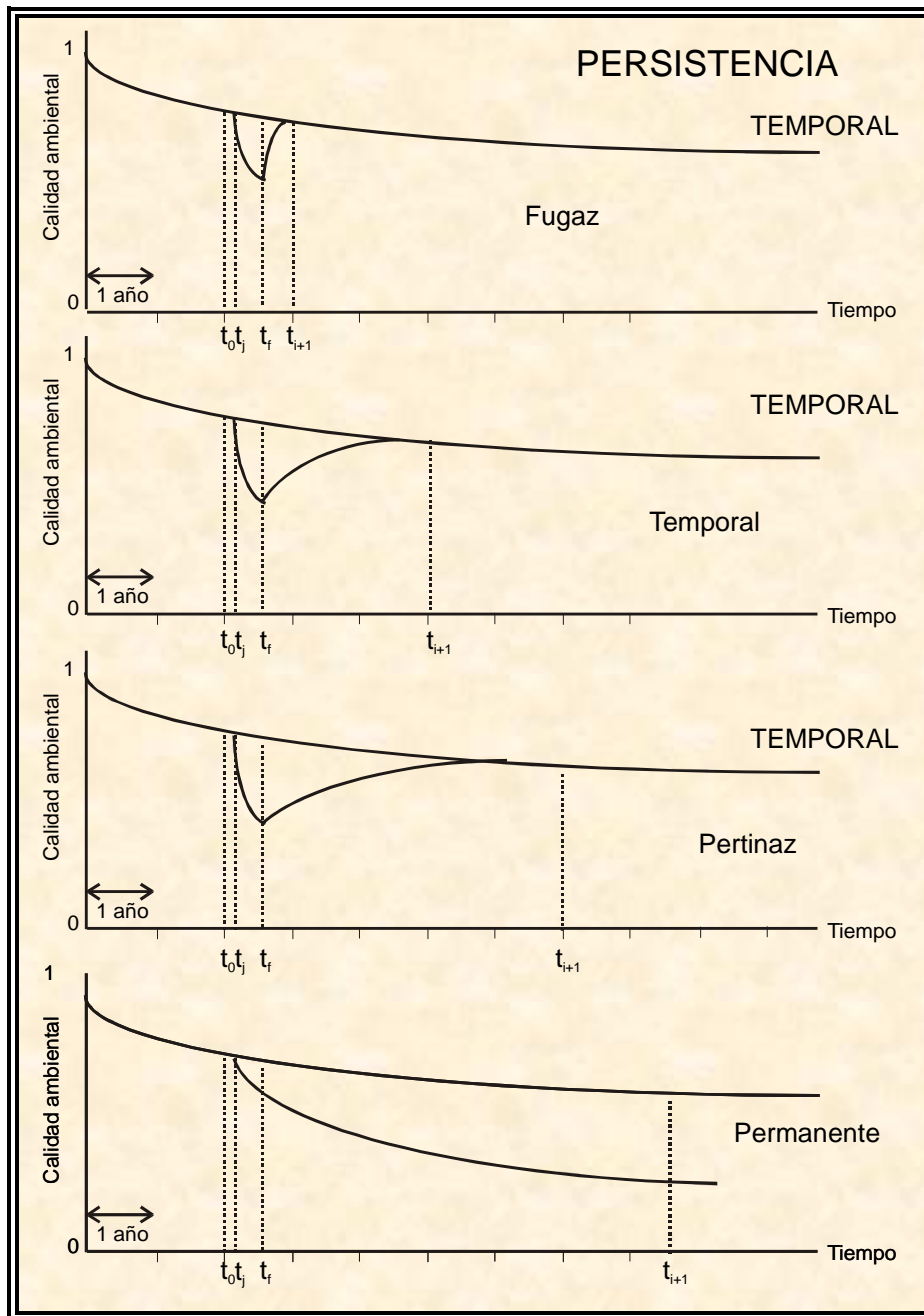 PERSISTENCIA
1
Calidad ambiental
TEMPORAL
Fugaz
1 año
0
Tiempo
t0 tj tf ti+1
1
Calidad ambiental
TEMPORAL
Temporal
1 año
0
Tiempo
t0 tj tf ti+1
1
Calidad ambiental
TEMPORAL
Pertinaz
1 año
0
Tiempo
t0 tj tf ti+1
1
Calidad ambiental
Permanente
1 año
0
Tiempo
t0 tj tf ti+1